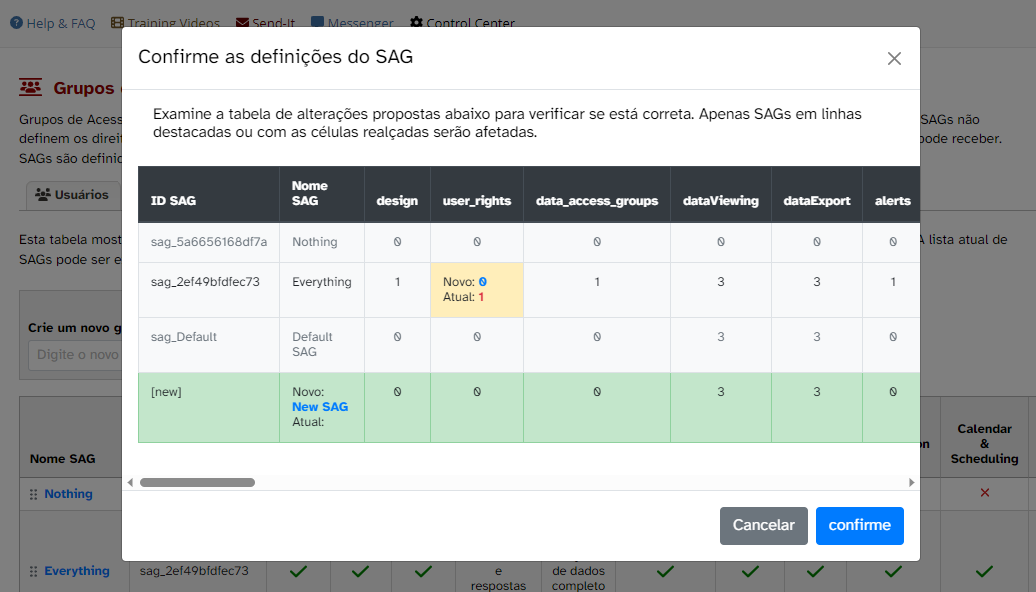 Help & FAQ Training Videos Send-It Messenger Control Center
Confirme as definições do SAG
Grupos
Examine a tabela de alterações propostas abaixo para verificar se está correta. Apenas SAGs em linhas
destacadas ou com as células realçadas serão afetadas.
Grupos de Acess SAGs não
definem os direit pode receber.
SAGs são definid
Usuários
ID SAG Nome SAG design user_rights data_access_groups dataViewing dataExport alerts
sag_5a6656168df7a Nothing 0 0 0 0 0 0
Esta tabela most A lista atual de
SAGs pode ser e
sag_2ef49bfdfec73 Everything 1 Novo: 0 1 3 3 1
Atual: 1
Crie um novo g
sag_Default Default SAG 0 0 0 3 3 0
Digite o novo
[new] Novo: 0 0 0 3 3 0
New SAG
Atual:
Nome SAG on Calendar & Scheduling
Nothing
Cancelar confirme
Everything sag_2ef49bfdfec73 e de dados
respostas completo